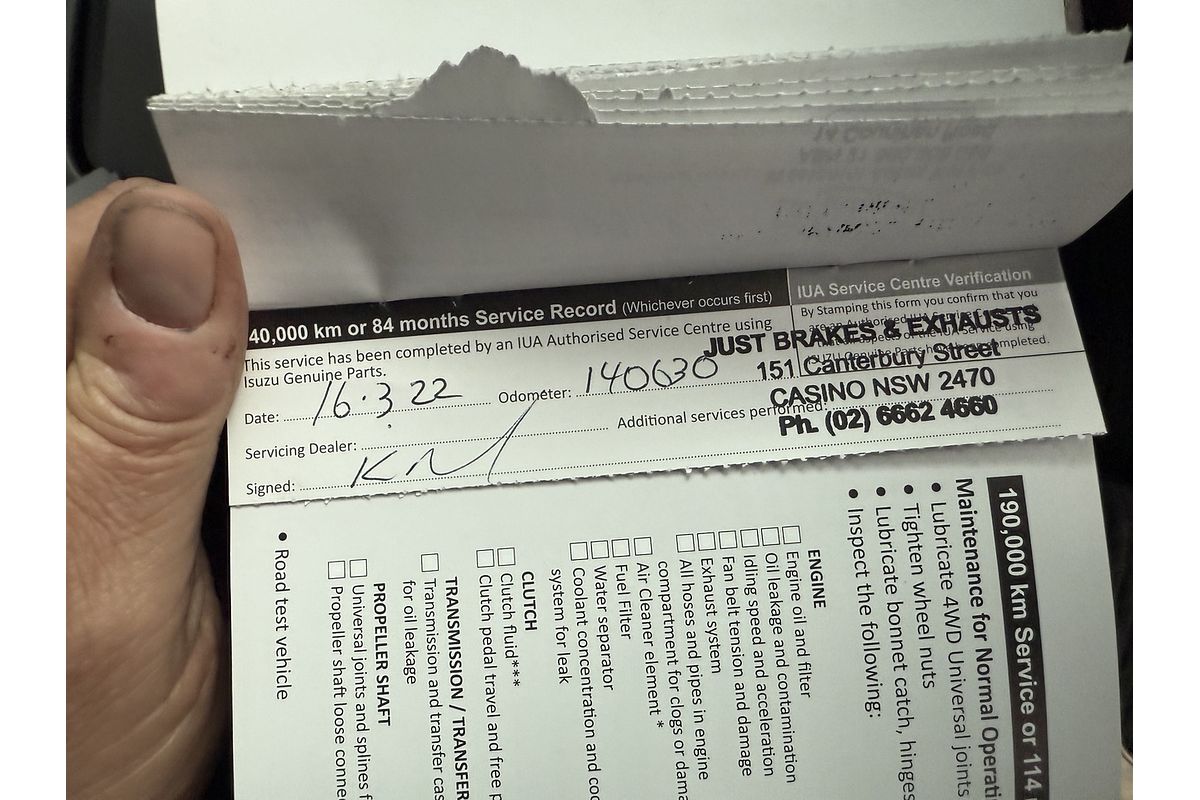 40,000 km or 84 months Service Record (Whichever occurs first)
IUA Service Centre Verification
This service has been completed by an IUA Authorised Service Centre using
Isuzu Genuine Parts.
By Stamping this form you confirm that you
completed.
JUST BRAKES & EXHAUSTS
151 Canterbury Street
CASINO NSW 2470
Ph. (02) 6662 4660
Date: 16.3.22 Odometer: 140630
Servicing Dealer:
Additional services performed:
Signed: KM
190,000 km Service or 114
Maintenance for Normal Operati
• Lubricate 4WD Universal joints
• Tighten wheel nuts
• Lubricate bonnet catch, hinges
• Inspect the following:
ENGINE
Engine oil and filter
Oil leakage and contamination
Idling speed and acceleration
Fan belt tension and damage
Exhaust system
All hoses and pipes in engine
compartment for clogs or dama
Air Cleaner element*
Fuel Filter
Water separator
Coolant concentration and coo
system for leak
CLUTCH
Clutch fluid***
Clutch pedal travel and free p
TRANSMISSION / TRANSFER
Transmission and transfer cas
for oil leakage
PROPELLER SHAFT
Universal joints and splines f
Propeller shaft loose connec
• Road test vehicle